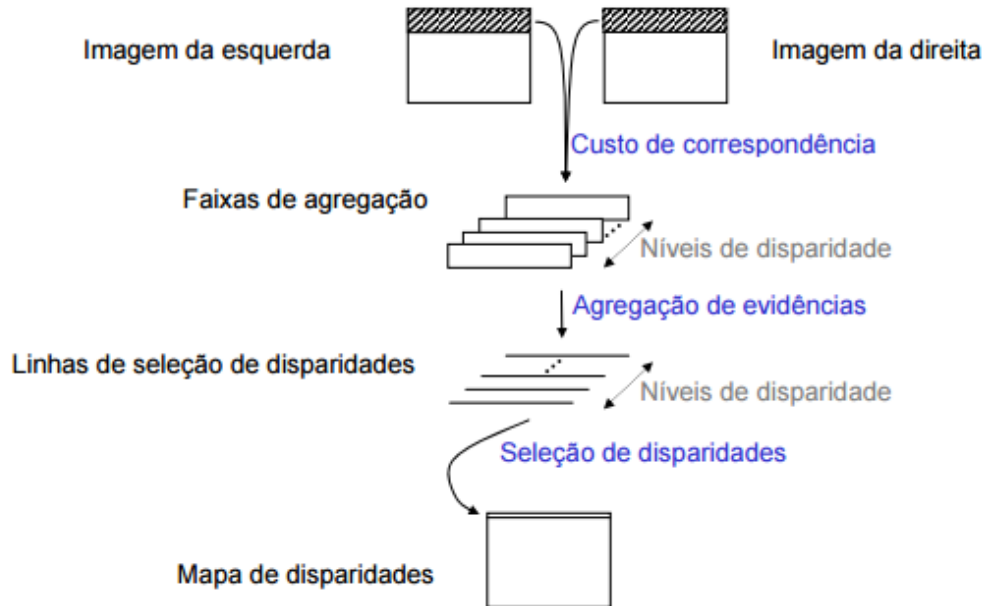 Imagem da esquerda
Imagem da direita
Custo de correspondência
Faixas de agregação
Níveis de disparidade
Agregação de evidências
Linhas de seleção de disparidades
Níveis de disparidade
Seleção de disparidades
Mapa de disparidades